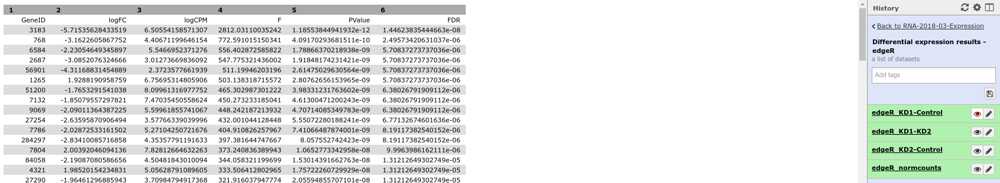 1 2 3 4 5 6
GeneID logFC logCPM F PValue FDR
3183 -5.71535628433519 6.50554158571307 2812.03110035242 1.18553844941932e-12 1.44623835444663e-08
768 -3.1622605867752 4.40671199646154 772.591015150341 4.09170293681511e-10 2.49573420631037e-06
6584 -2.23054649345897 5.5466952371276 556.402872585822 1.78866370218938e-09 5.70837273737036e-06
2687 -3.0852076324666 3.01273669836092 547.775321436002 1.91848174231421e-09 5.70837273737036e-06
56901 -4.31168831454889 2.3723577661939 511.19946203196 2.61475029630564e-09 5.70837273737036e-06
1265 1.9288190958759 6.75695314805906 503.138318715572 2.80762656153965e-09 5.70837273737036e-06
51200 -1.7653291541038 8.09961316977752 465.302987301222 3.98331231763602e-09 6.38026791909112e-06
7132 -1.85079557297821 7.47035450558624 450.273233185041 4.61300471200243e-09 6.38026791909112e-06
9069 -2.09011364387225 5.59961855741067 448.242187213932 4.70714085349783e-09 6.38026791909112e-06
27254 -2.63595870906494 3.57766339039996 432.001044128448 5.55072280188241e-09 6.77132674601636e-06
7786 -2.02872533161502 5.27104250721676 404.910826257967 7.41066487874001e-09 8.19117382540152e-06
284297 -2.83410085716858 4.35357791191633 397.381644747667 8.057552742423e-09 8.19117382540152e-06
7804 2.00392046094136 7.82812664632263 373.240836389943 1.0652773342958e-08 9.9963986162111e-06
84058 -2.19087080586656 4.50481843010094 344.058321199699 1.53014391662763e-08 1.31212649302749e-05
4321 1.98520154234831 5.05628791089605 333.506412802965 1.75722260729929e-08 1.31212649302749e-05
27290 -1.96461296885943 3.70984794917368 321.916037947774 2.05594855707101e-08 1.31212649302749e-05
History
Back to RNA-2018-03-Expression
Differential expression results -
edgeR
a list of datasets
Add tags
edgeR_KD1-Control
edgeR_KD1-KD2
edgeR_KD2-Control
edgeR_normcounts